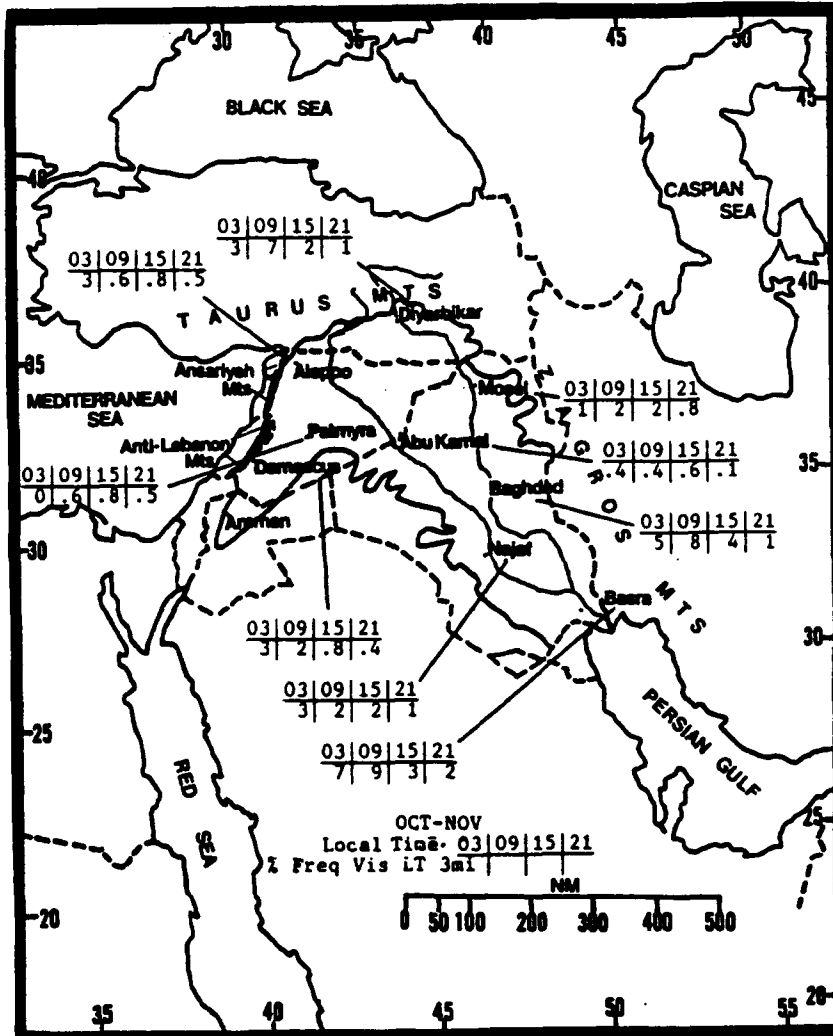 30 35 40 45 50
BLACK SEA
45
40
CASPIAN
SEA
03 09 15 21
3 7 2 1
03 09 15 21
3 .6 .8 .5
40
TAURUS MTS
Diyarbikar
35
Ansariyeh
Mts.
Aleppo
Mosul
03 09 15 21
1 2 2 .8
MEDITERRANEAN
SEA
ZAGROS MTS
Palmyra
Abu Kamal
03 09 15 21
.4 .4 .6 .1
35
Anti-Lebanon
Mts.
Damascus
03 09 15 21
0 .6 .8 .5
Baghdad
03 09 15 21
5 8 4 1
Amman
30
Najaf
Basra
03 09 15 21
3 2 .8 .4
30
03 09 15 21
3 2 2 1
PERSIAN GULF
25
03 09 15 21
7 9 3 2
RED
SEA
OCT-NOV
25
Local Time. 03 09 15 21
% Freq Vis LT 3mi
NM
0 50 100 200 300 400 500
20
20
35 40 45 50 55